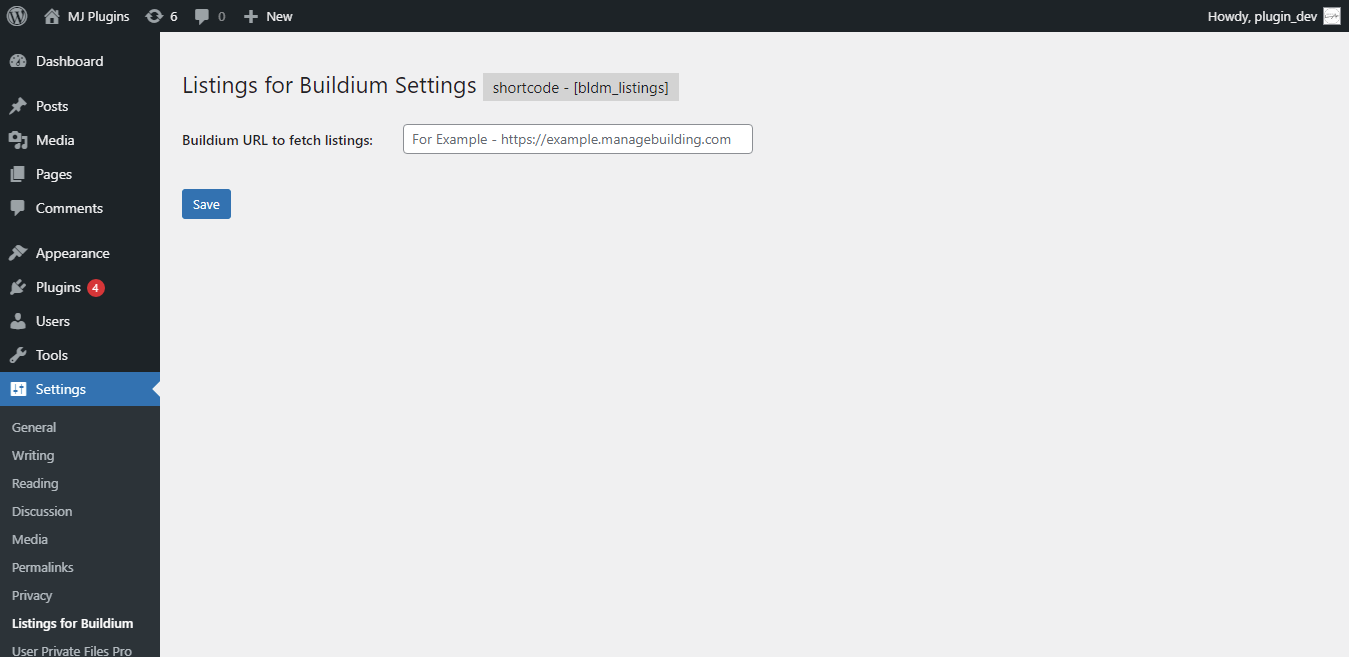 MJ Plugins 6 0 New Howdy, plugin_dev
Dashboard
Posts
Media
Pages
Comments
Appearance
Plugins 4
Users
Tools
Settings
General
Writing
Reading
Discussion
Media
Permalinks
Privacy
Listings for Buildium
User Private Files Pro
Listings for Buildium Settings shortcode - [bldm_listings]
Buildium URL to fetch listings: For Example - https://example.managebuilding.com
Save